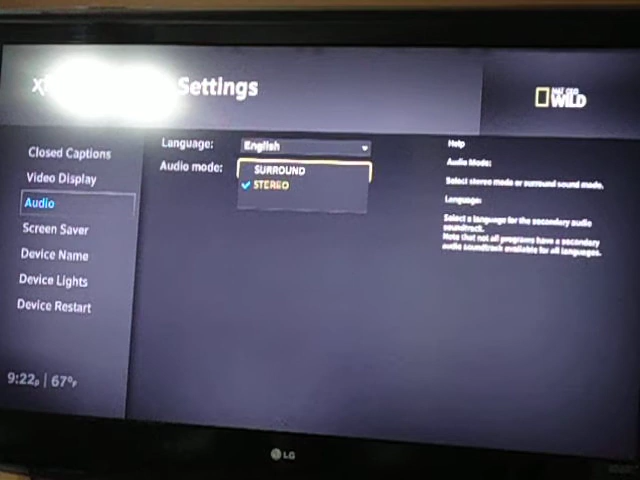 Settings
NAT GEO
WILD
Closed Captions
Video Display
Audio
Screen Saver
Device Name
Device Lights
Device Restart
9:22p | 67°F
Language: English
Audio mode:
SURROUND
STEREO
Help
Audio Mode:
Select stereo mode or surround sound mode.
Language:
Select a language for the secondary audio
soundtrack.
Note that not all programs have a secondary
audio soundtrack available for all languages.
LG